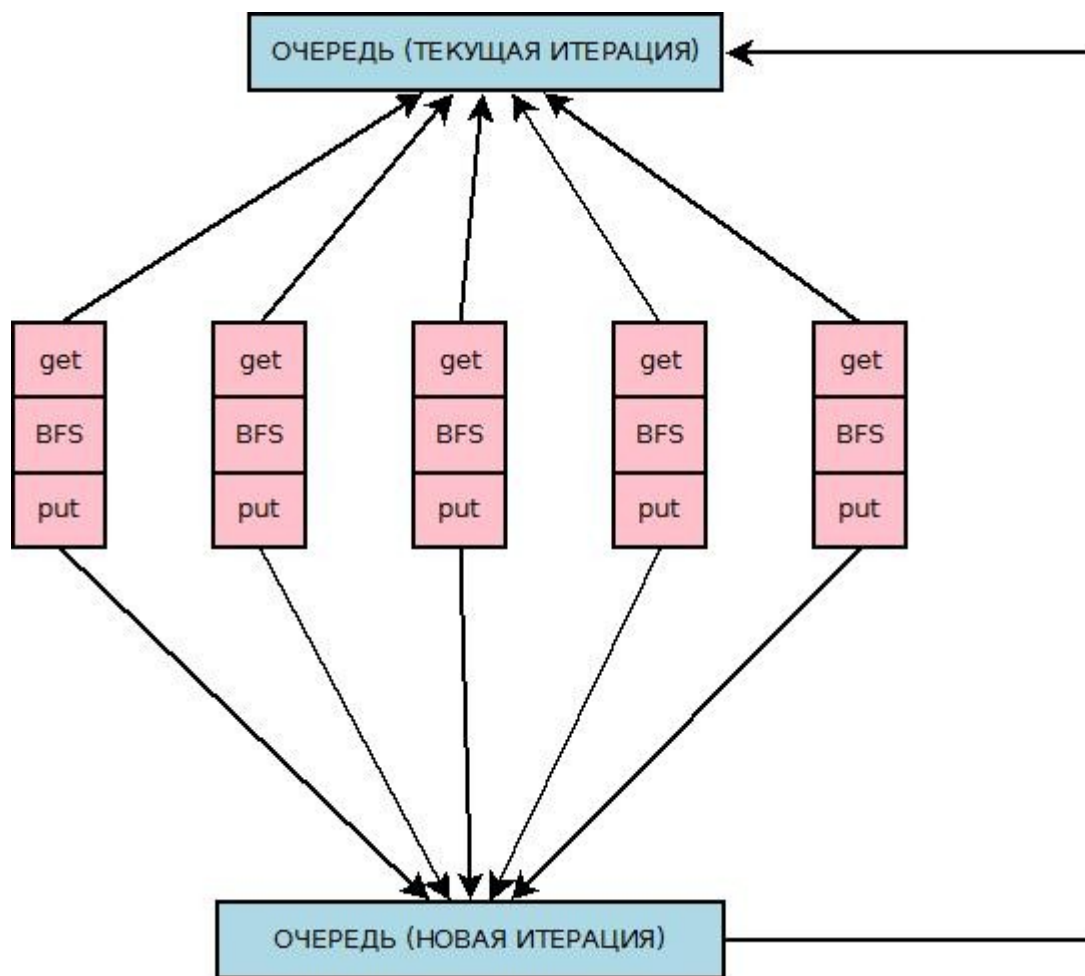 ОЧЕРЕДЬ (ТЕКУЩАЯ ИТЕРАЦИЯ)
get get get get get
BFS BFS BFS BFS BFS
put put put put put
ОЧЕРЕДЬ (НОВАЯ ИТЕРАЦИЯ)